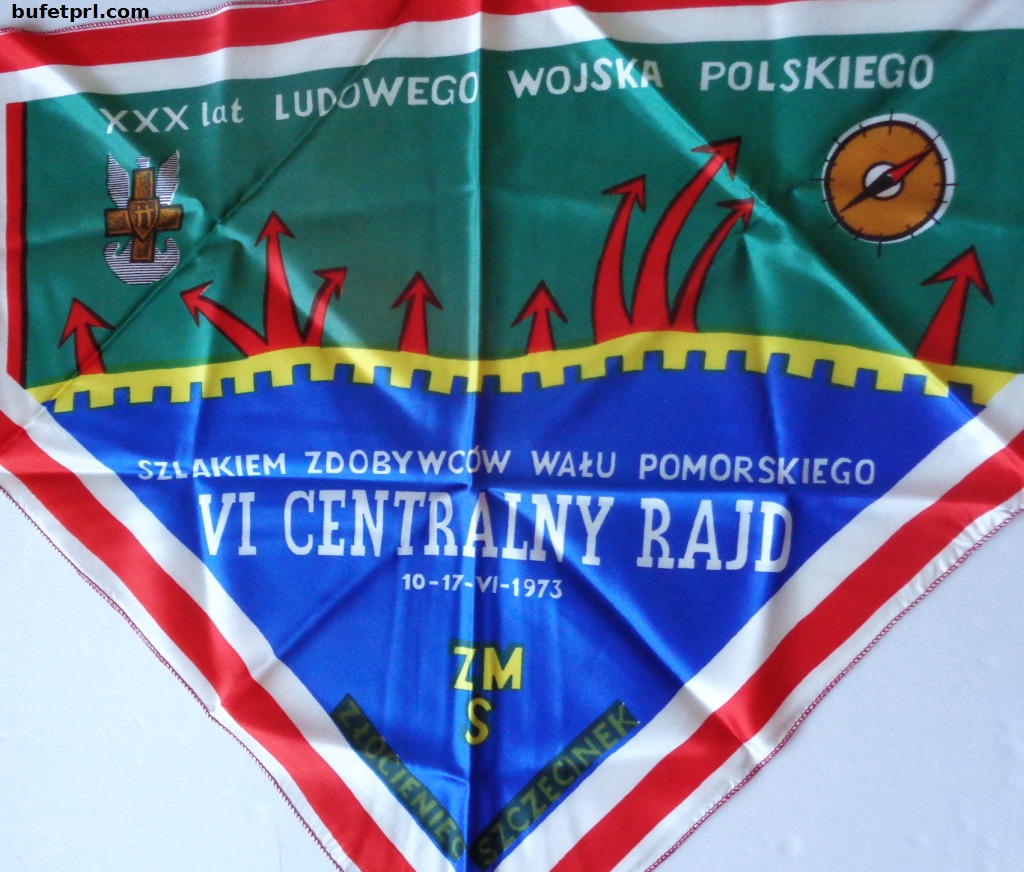 bufetprl.com
XXX lat LUDOWEGO WOJSKA POLSKIEGO
SZLAKIEM ZDOBYWCÓW WAŁU POMORSKIEGO
VI CENTRALNY RAJD
10-17-VI-1973
ZM
S
ZŁOCIENIEC
SZCZECINEK